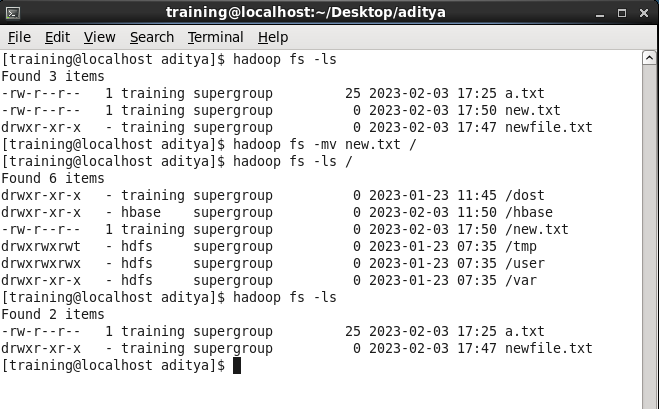 training@localhost:~/Desktop/aditya
File Edit View Search Terminal Help
[training@localhost aditya]$ hadoop fs -ls
Found 3 items
-rw-r--r--   1 training supergroup         25 2023-02-03 17:25 a.txt
-rw-r--r--   1 training supergroup          0 2023-02-03 17:50 new.txt
drwxr-xr-x   - training supergroup          0 2023-02-03 17:47 newfile.txt
[training@localhost aditya]$ hadoop fs -mv new.txt /
[training@localhost aditya]$ hadoop fs -ls /
Found 6 items
drwxr-xr-x   - training supergroup          0 2023-01-23 11:45 /dost
drwxr-xr-x   - hbase    supergroup          0 2023-02-03 11:50 /hbase
-rw-r--r--   1 training supergroup          0 2023-02-03 17:50 /new.txt
drwxrwxrwt   - hdfs     supergroup          0 2023-01-23 07:35 /tmp
drwxrwxrwx   - hdfs     supergroup          0 2023-01-23 07:35 /user
drwxr-xr-x   - hdfs     supergroup          0 2023-01-23 07:35 /var
[training@localhost aditya]$ hadoop fs -ls
Found 2 items
-rw-r--r--   1 training supergroup         25 2023-02-03 17:25 a.txt
drwxr-xr-x   - training supergroup          0 2023-02-03 17:47 newfile.txt
[training@localhost aditya]$